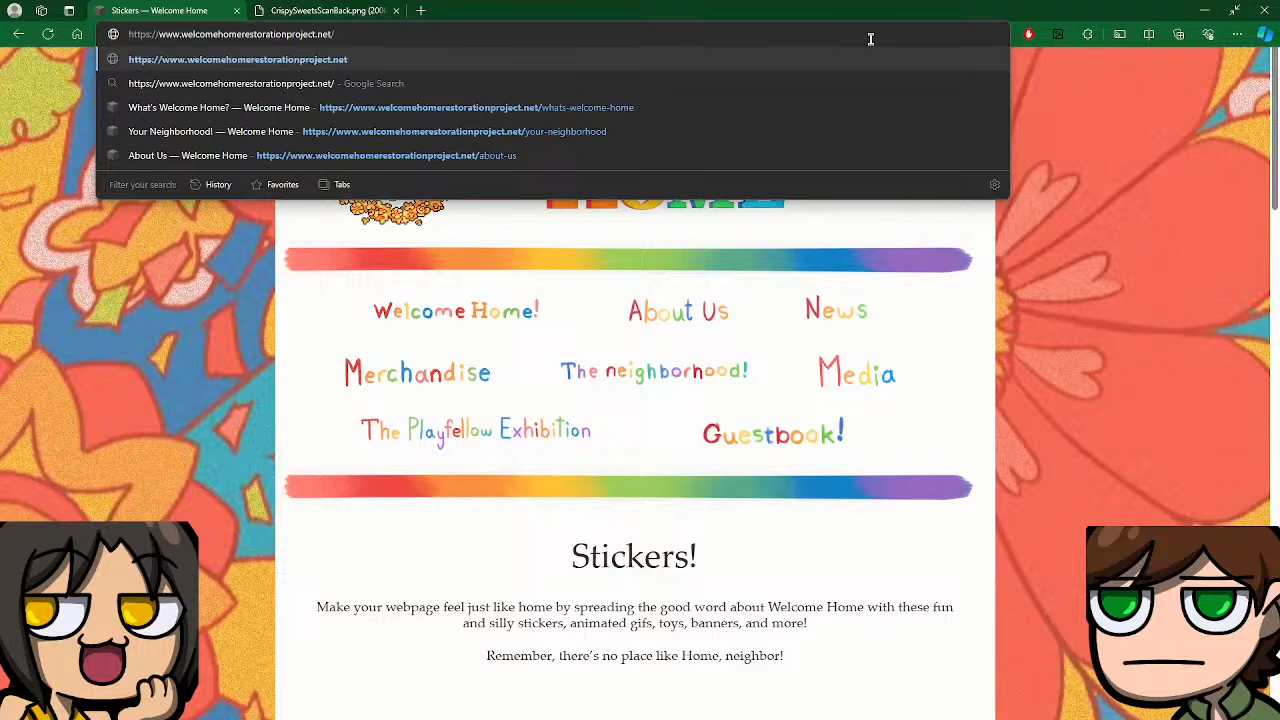 Stickers — Welcome Home
CrispySweetsScanBack.png (200
https://www.welcomehomerestorationproject.net/
https://www.welcomehomerestorationproject.net
https://www.welcomehomerestorationproject.net/ - Google Search
What's Welcome Home? — Welcome Home - https://www.welcomehomerestorationproject.net/whats-welcome-home
Your Neighborhood! — Welcome Home - https://www.welcomehomerestorationproject.net/your-neighborhood
About Us — Welcome Home - https://www.welcomehomerestorationproject.net/about-us
Filter your search: History Favorites Tabs
Welcome Home! About Us News
Merchandise The neighborhood! Media
The Playfellow Exhibition Guestbook!
Stickers!
Make your webpage feel just like home by spreading the good word about Welcome Home with these fun
and silly stickers, animated gifs, toys, banners, and more!
Remember, there's no place like Home, neighbor!